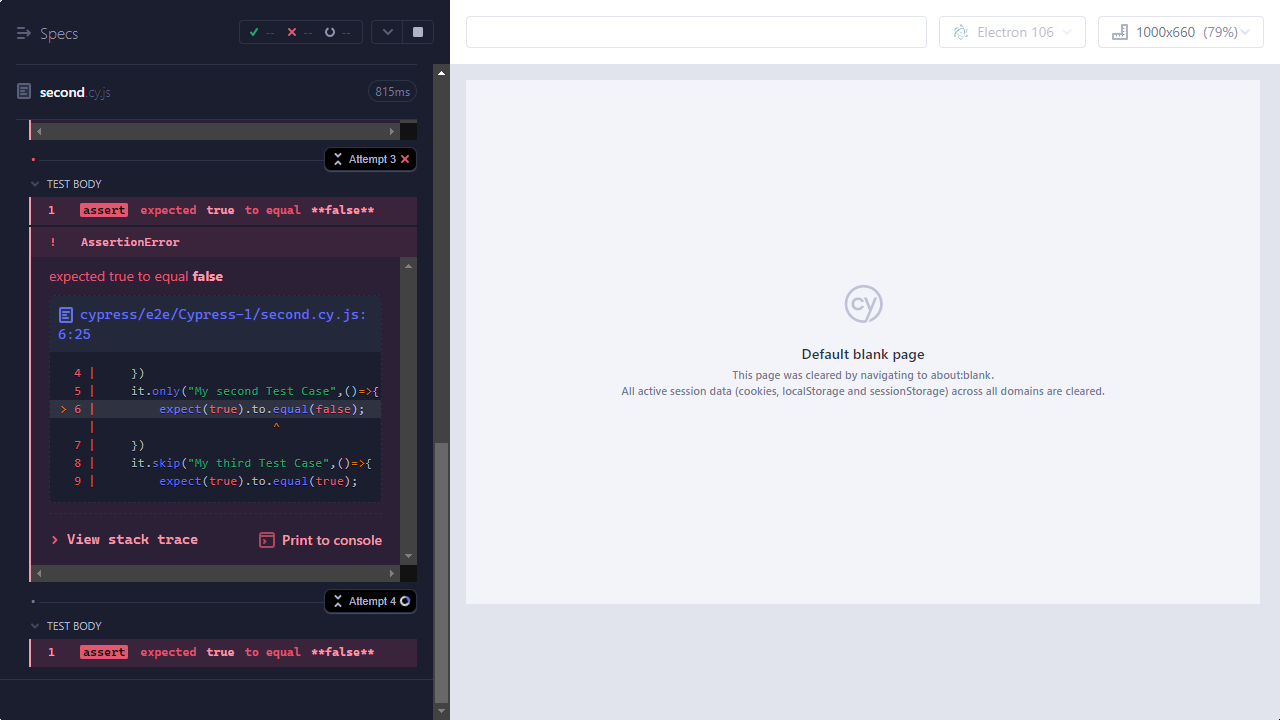 Specs
--
--
--
Electron 106
1000x660 (79%)
second.cy.js
815ms
Attempt 3
TEST BODY
1 assert expected true to equal **false**
! AssertionError
expected true to equal false
cypress/e2e/Cypress-1/second.cy.js:
6:25
4 | })
5 | it.only("My second Test Case",()=>{
> 6 | expect(true).to.equal(false);
| ^
7 | })
8 | it.skip("My third Test Case",()=>{
9 | expect(true).to.equal(true);
View stack trace
Print to console
Attempt 4
TEST BODY
1 assert expected true to equal **false**
cy
Default blank page
This page was cleared by navigating to about:blank.
All active session data (cookies, localStorage and sessionStorage) across all domains are cleared.